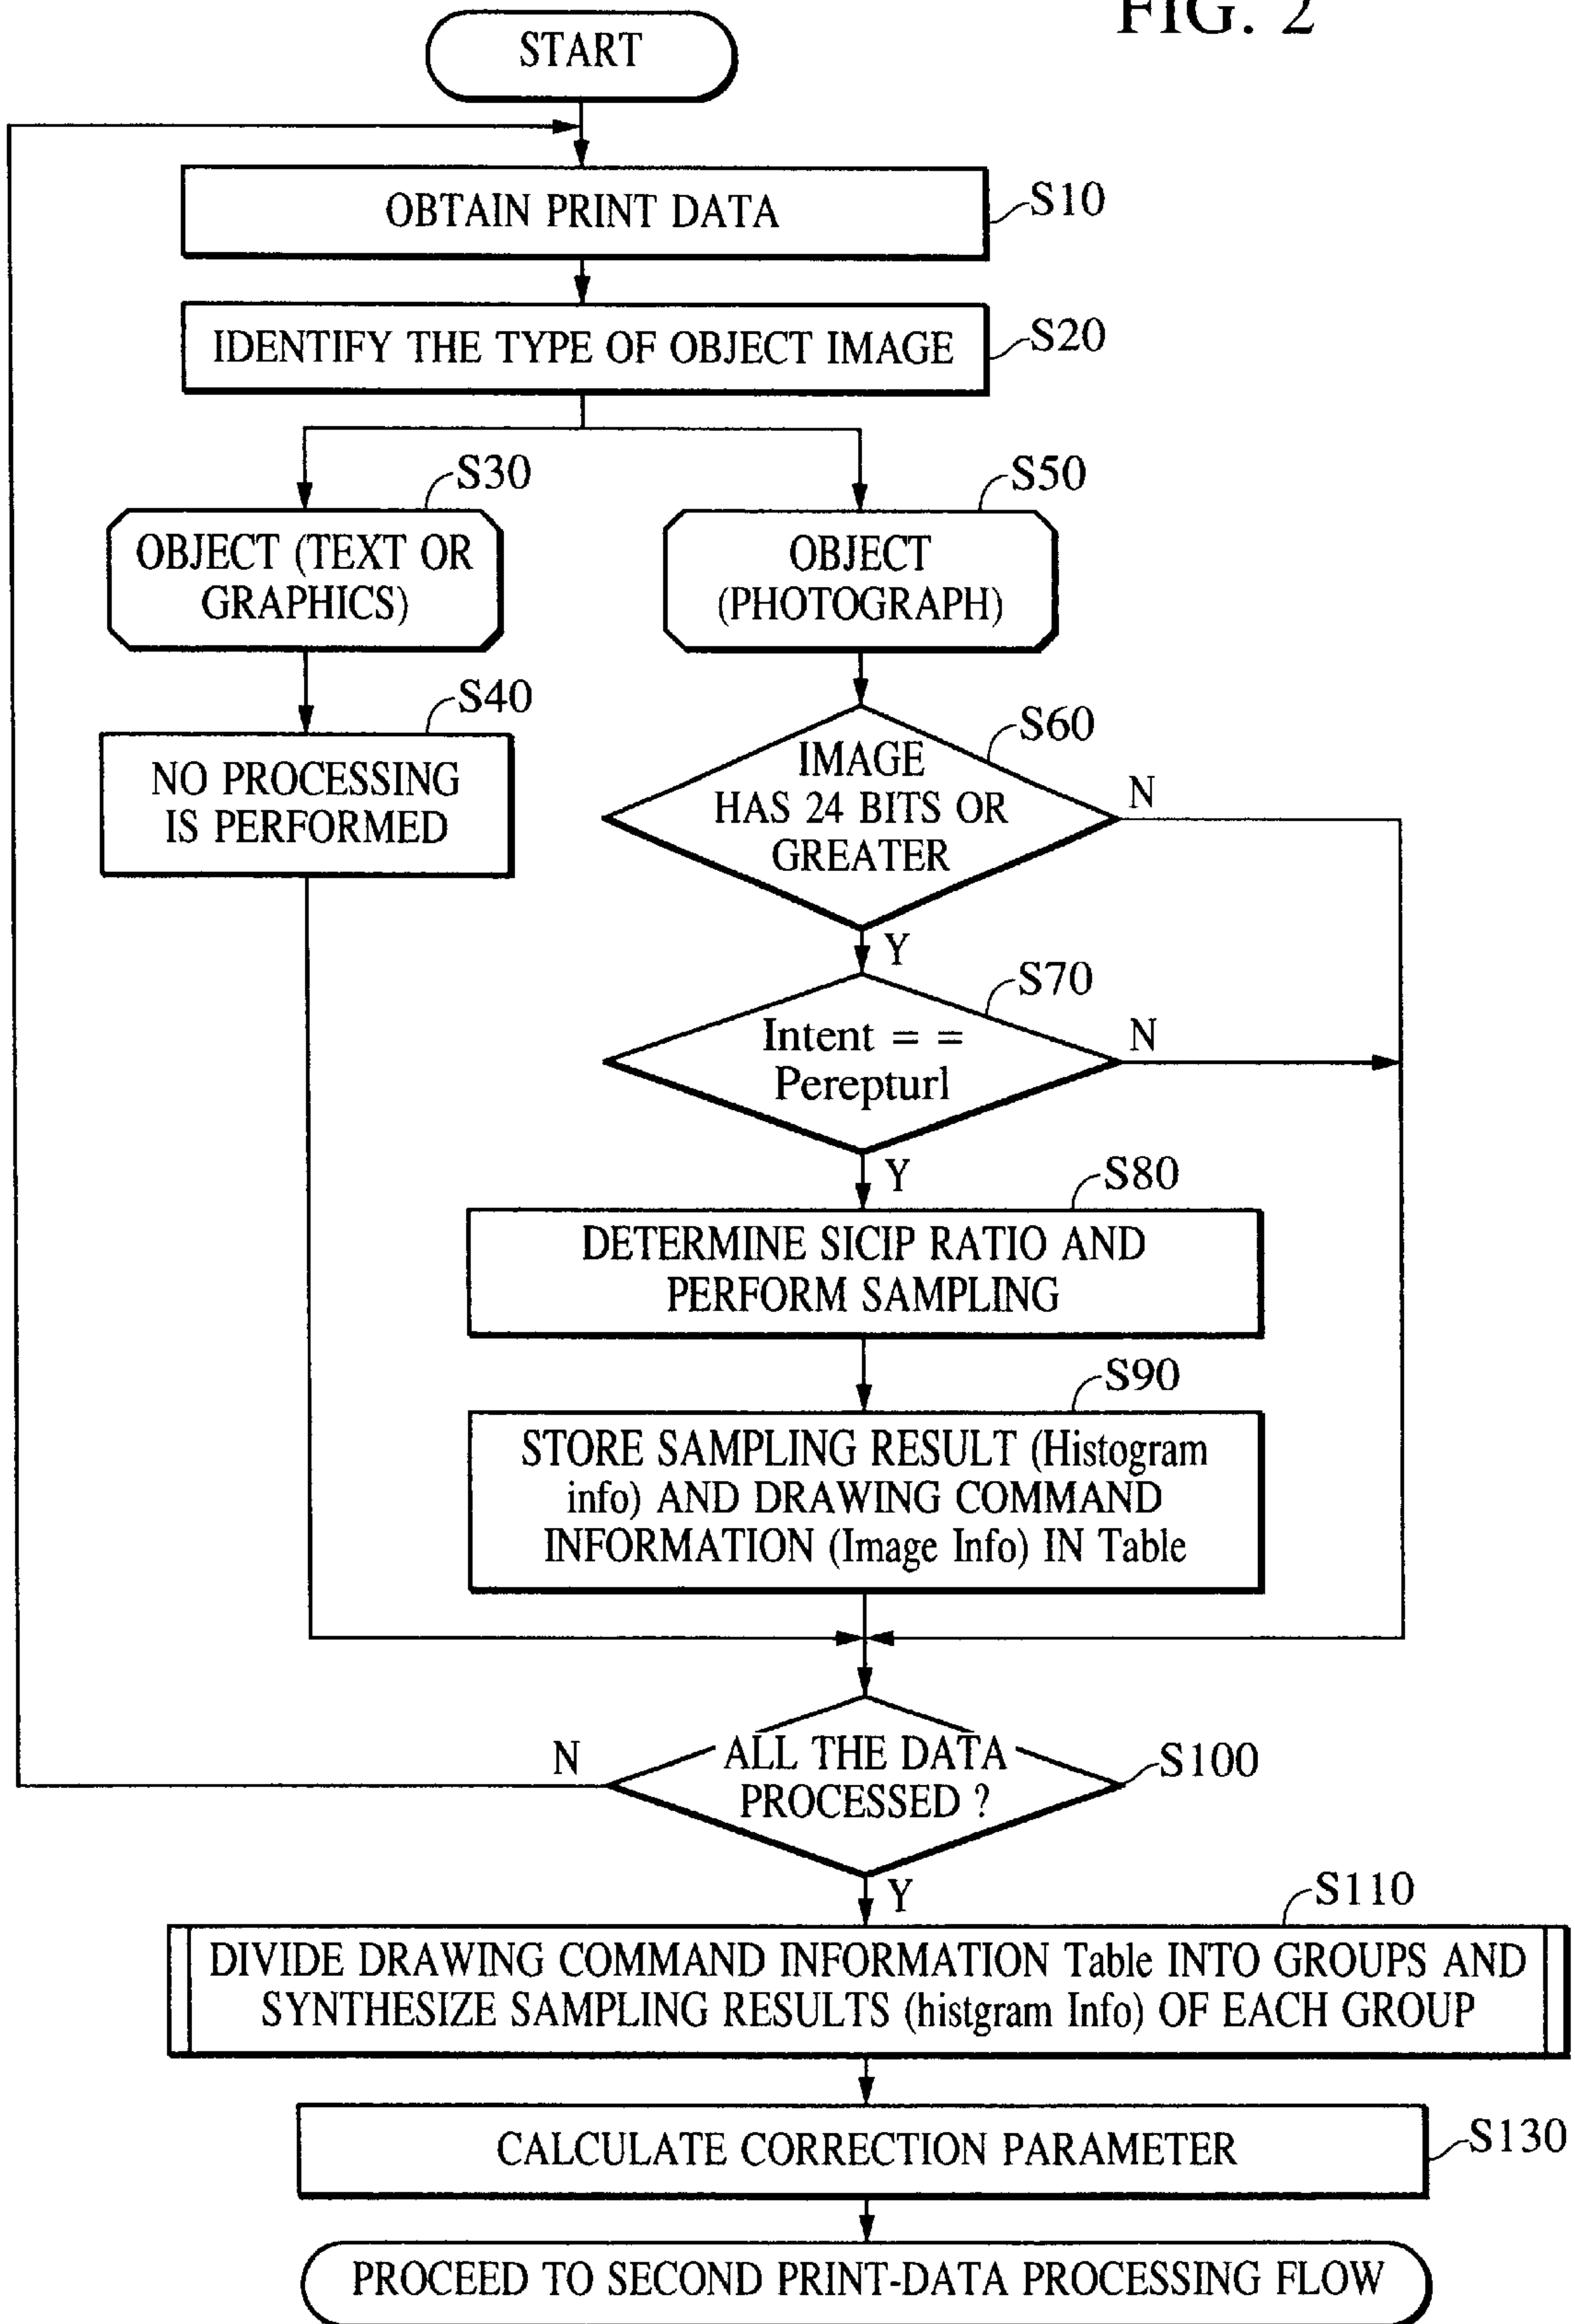 FIG. 2
START
OBTAIN PRINT DATA
S10
IDENTIFY THE TYPE OF OBJECT IMAGE
S20
S30
OBJECT (TEXT OR
GRAPHICS)
S40
NO PROCESSING
IS PERFORMED
S50
OBJECT
(PHOTOGRAPH)
S60
IMAGE
HAS 24 BITS OR
GREATER
N
Y
S70
Intent = =
Perepturl
N
Y
S80
DETERMINE SICIP RATIO AND
PERFORM SAMPLING
S90
STORE SAMPLING RESULT (Histogram
info) AND DRAWING COMMAND
INFORMATION (Image Info) IN Table
N
ALL THE DATA
PROCESSED ?
S100
Y
S110
DIVIDE DRAWING COMMAND INFORMATION Table INTO GROUPS AND
SYNTHESIZE SAMPLING RESULTS (histgram Info) OF EACH GROUP
CALCULATE CORRECTION PARAMETER
S130
PROCEED TO SECOND PRINT-DATA PROCESSING FLOW